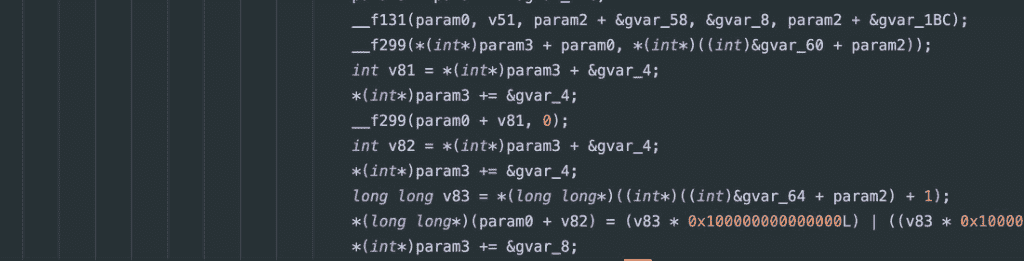 __f131(param0, v51, param2 + &gvar_58, &gvar_8, param2 + &gvar_1BC);
__f299(*(int*)param3 + param0, *(int*)((int)&gvar_60 + param2));
int v81 = *(int*)param3 + &gvar_4;
*(int*)param3 += &gvar_4;
__f299(param0 + v81, 0);
int v82 = *(int*)param3 + &gvar_4;
*(int*)param3 += &gvar_4;
long long v83 = *(long long*)((int*)((int)&gvar_64 + param2) + 1);
*(long long*)(param0 + v82) = (v83 * 0x100000000000000L) | ((v83 * 0x10000
*(int*)param3 += &gvar_8;